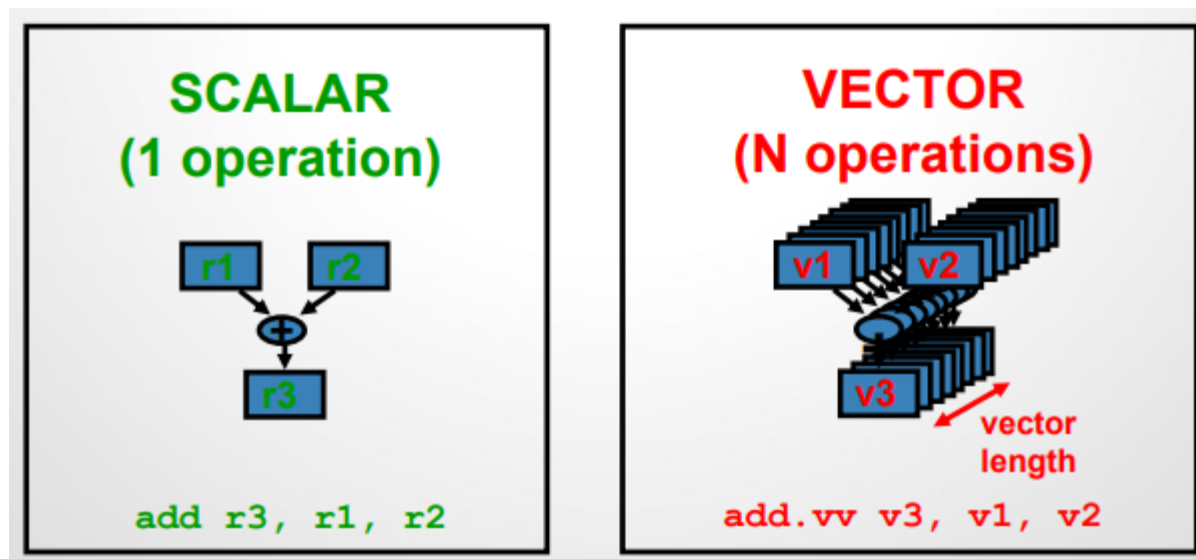 SCALAR
(1 operation)
r1 r2
+
r3
add r3, r1, r2
VECTOR
(N operations)
v1 v2
v3
vector
length
add.vv v3, v1, v2